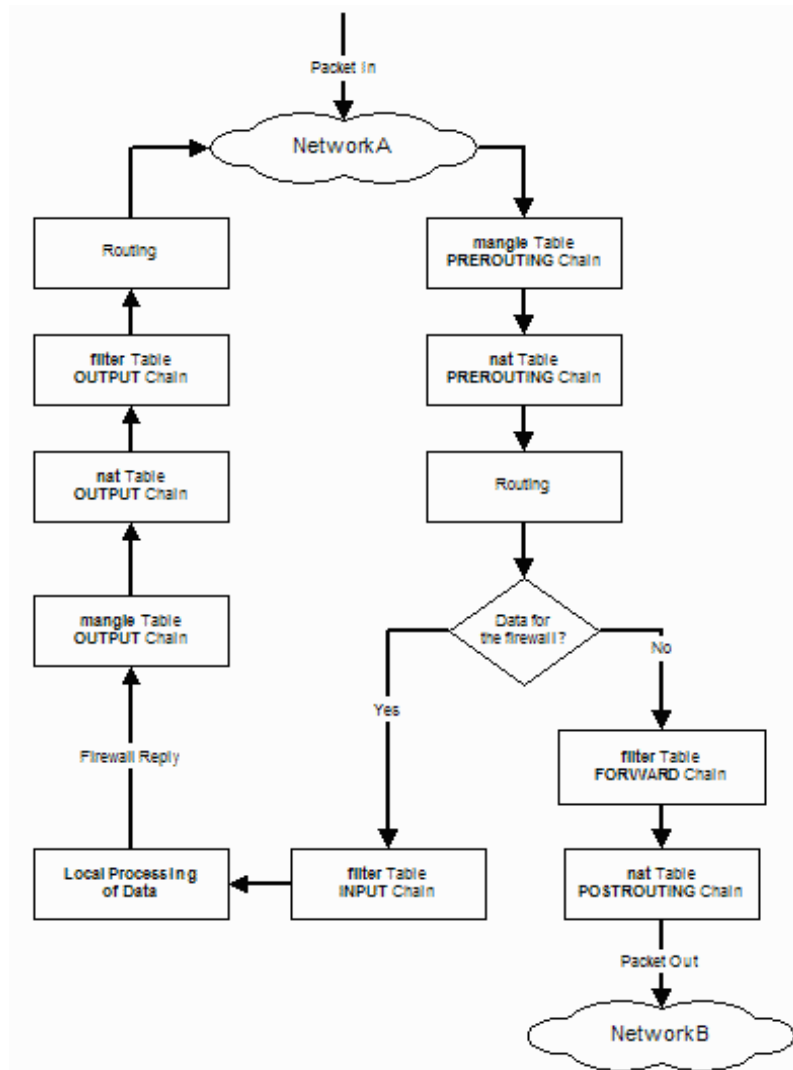 Packet In
NetworkA
Routing
mangle Table
PREROUTING Chain
filter Table
OUTPUT Chain
nat Table
PREROUTING Chain
nat Table
OUTPUT Chain
Routing
mangle Table
OUTPUT Chain
Data for
the firewall?
No
Yes
Firewall Reply
filter Table
FORWARD Chain
Local Processing
of Data
filter Table
INPUT Chain
nat Table
POSTROUTING Chain
Packet Out
NetworkB